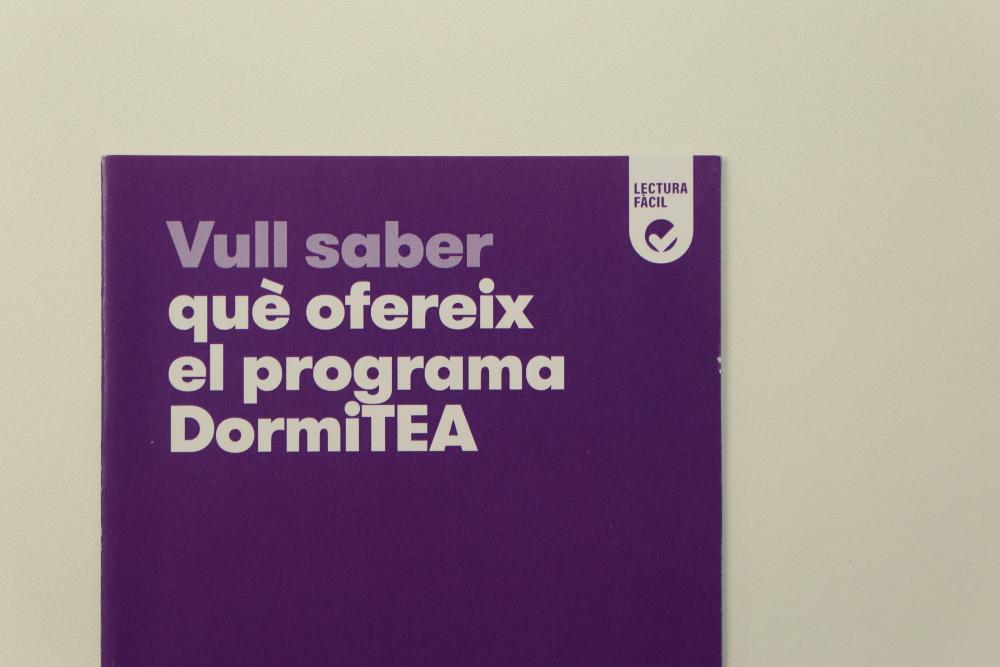 LECTURA
FÀCIL
Vull saber
què ofereix
el programa
DormiTEA